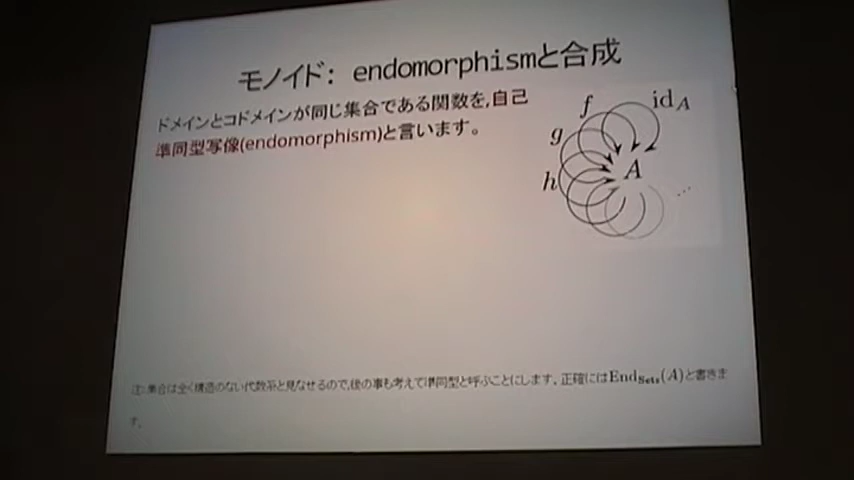 モノイド: endomorphismと合成
ドメインとコドメインが同じ集合である関数を,自己
準同型写像(endomorphism)と言います。
f
id_A
g
h
A
...
注:集合は全く構造のない代数系と見なせるので,後の事も考えて準同型と呼ぶことにします。正確にはEnd_Sets(A)と書きま
す。